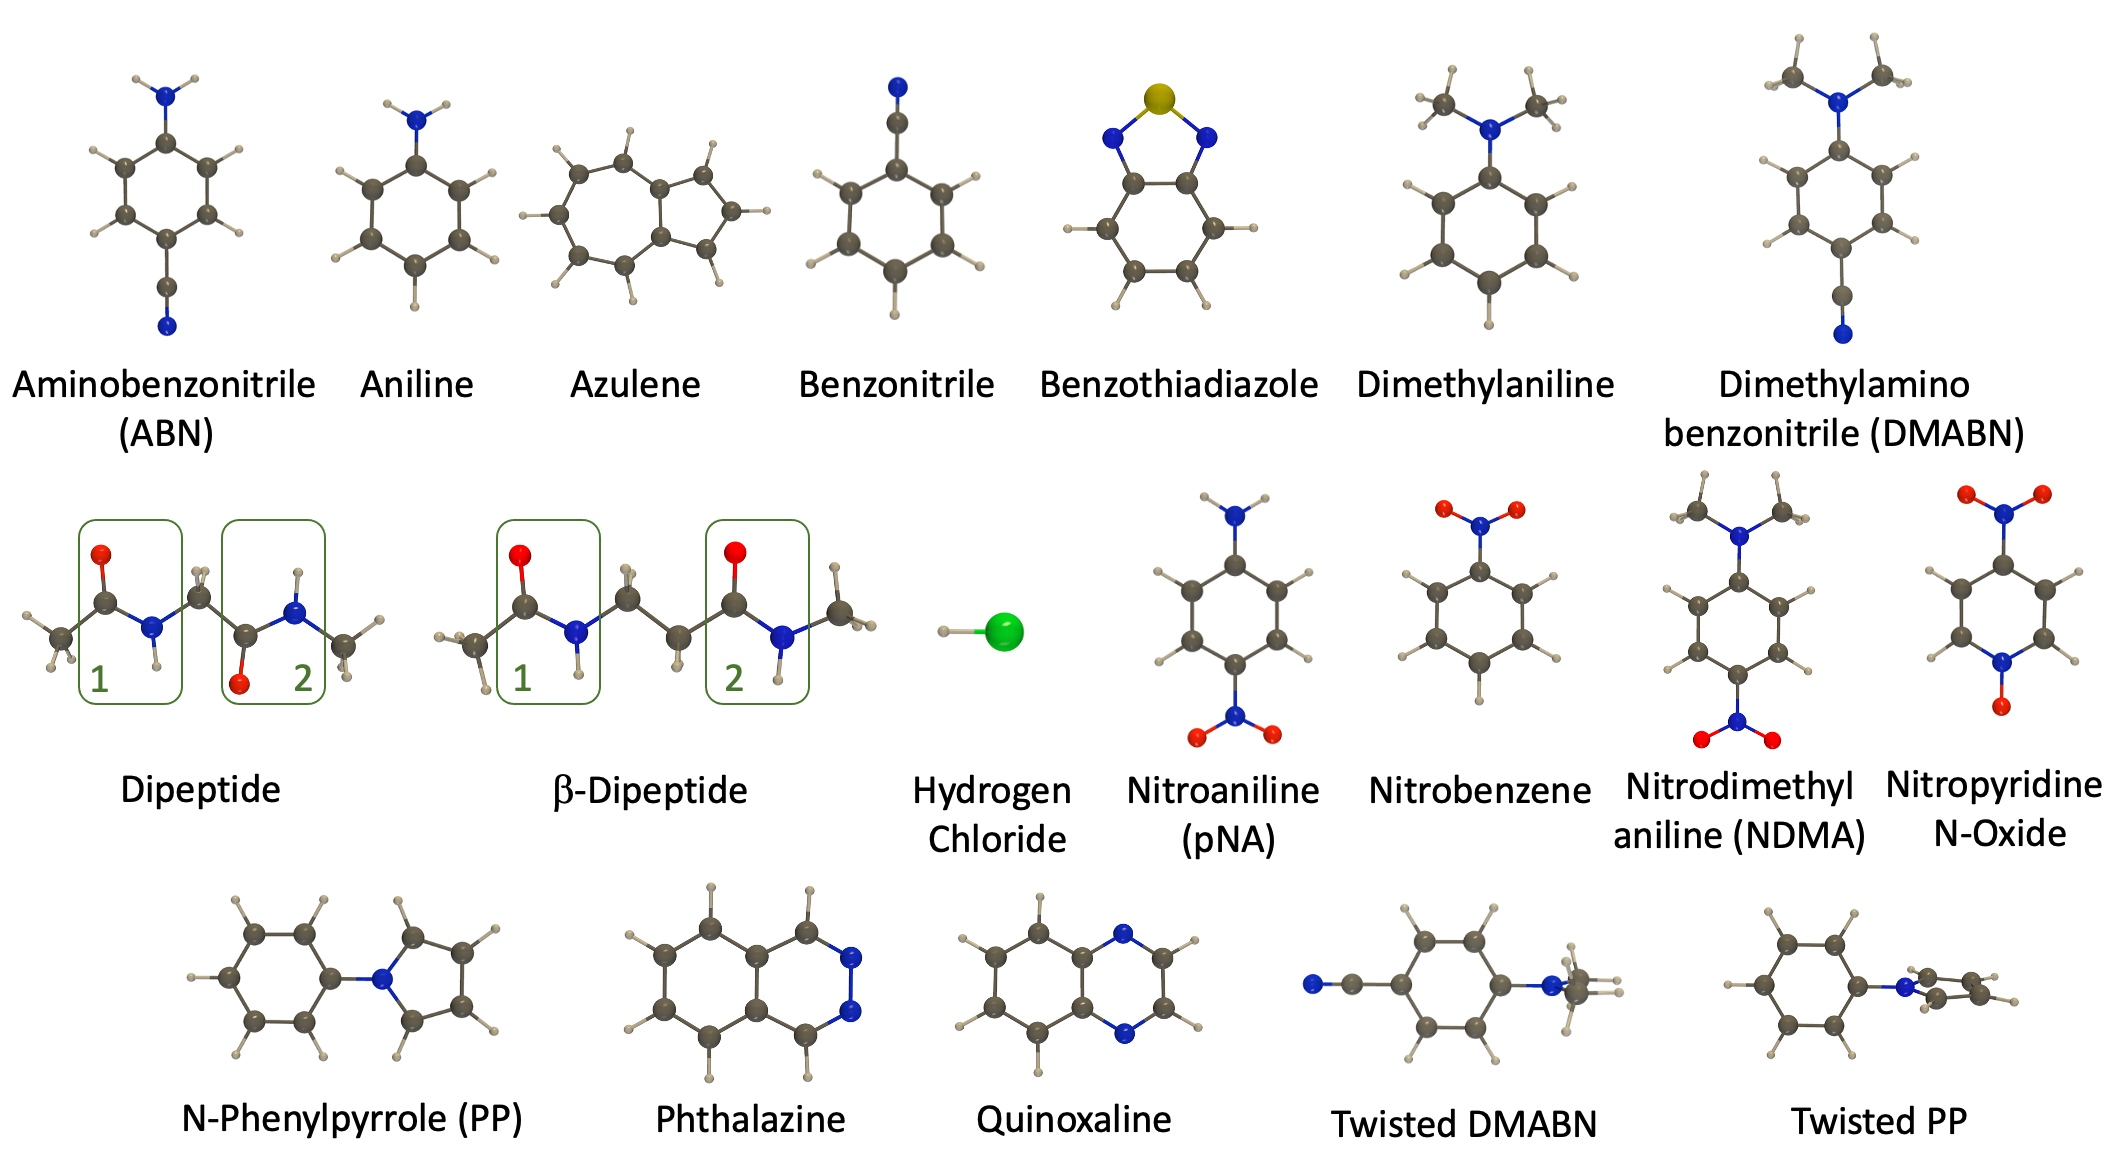 Aminobenzonitrile
(ABN)
Aniline
Azulene
Benzonitrile
Benzothiadiazole
Dimethylaniline
Dimethylamino
benzonitrile (DMABN)
1
2
1
2
Dipeptide
β-Dipeptide
Hydrogen
Chloride
Nitroaniline
(pNA)
Nitrobenzene
Nitrodimethyl
aniline (NDMA)
Nitropyridine
N-Oxide
N-Phenylpyrrole (PP)
Phthalazine
Quinoxaline
Twisted DMABN
Twisted PP